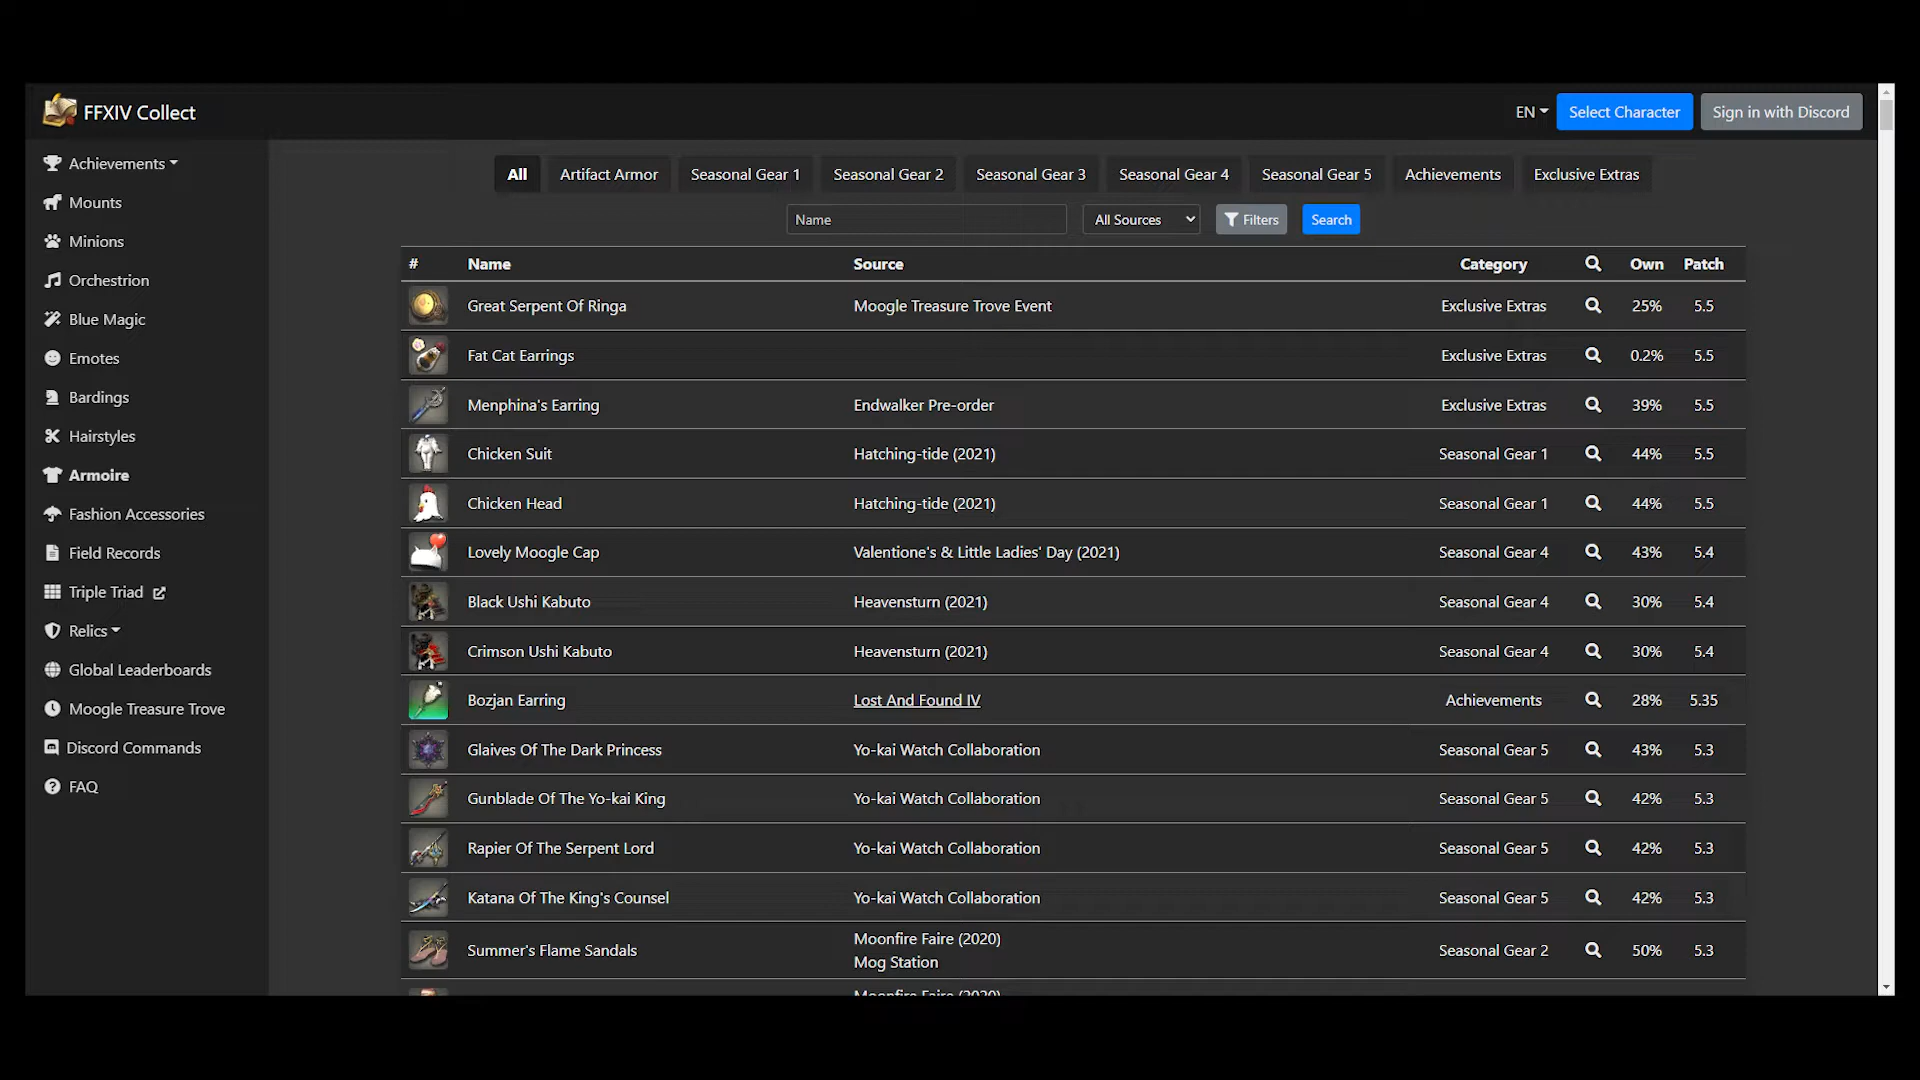 FFXIV Collect
EN
Select Character
Sign in with Discord
Achievements
Mounts
Minions
Orchestrion
Blue Magic
Emotes
Bardings
Hairstyles
Armoire
Fashion Accessories
Field Records
Triple Triad
Relics
Global Leaderboards
Moogle Treasure Trove
Discord Commands
FAQ
All Artifact Armor Seasonal Gear 1 Seasonal Gear 2 Seasonal Gear 3 Seasonal Gear 4 Seasonal Gear 5 Achievements Exclusive Extras
Name All Sources Filters Search
# Name Source Category Own Patch
Great Serpent Of Ringa Moogle Treasure Trove Event Exclusive Extras 25% 5.5
Fat Cat Earrings Exclusive Extras 0.2% 5.5
Menphina's Earring Endwalker Pre-order Exclusive Extras 39% 5.5
Chicken Suit Hatching-tide (2021) Seasonal Gear 1 44% 5.5
Chicken Head Hatching-tide (2021) Seasonal Gear 1 44% 5.5
Lovely Moogle Cap Valentione's & Little Ladies' Day (2021) Seasonal Gear 4 43% 5.4
Black Ushi Kabuto Heavensturn (2021) Seasonal Gear 4 30% 5.4
Crimson Ushi Kabuto Heavensturn (2021) Seasonal Gear 4 30% 5.4
Bozjan Earring Lost And Found IV Achievements 28% 5.35
Glaives Of The Dark Princess Yo-kai Watch Collaboration Seasonal Gear 5 43% 5.3
Gunblade Of The Yo-kai King Yo-kai Watch Collaboration Seasonal Gear 5 42% 5.3
Rapier Of The Serpent Lord Yo-kai Watch Collaboration Seasonal Gear 5 42% 5.3
Katana Of The King's Counsel Yo-kai Watch Collaboration Seasonal Gear 5 42% 5.3
Summer's Flame Sandals Moonfire Faire (2020) Seasonal Gear 2 50% 5.3
Mog Station
Moonfire Faire (2020)